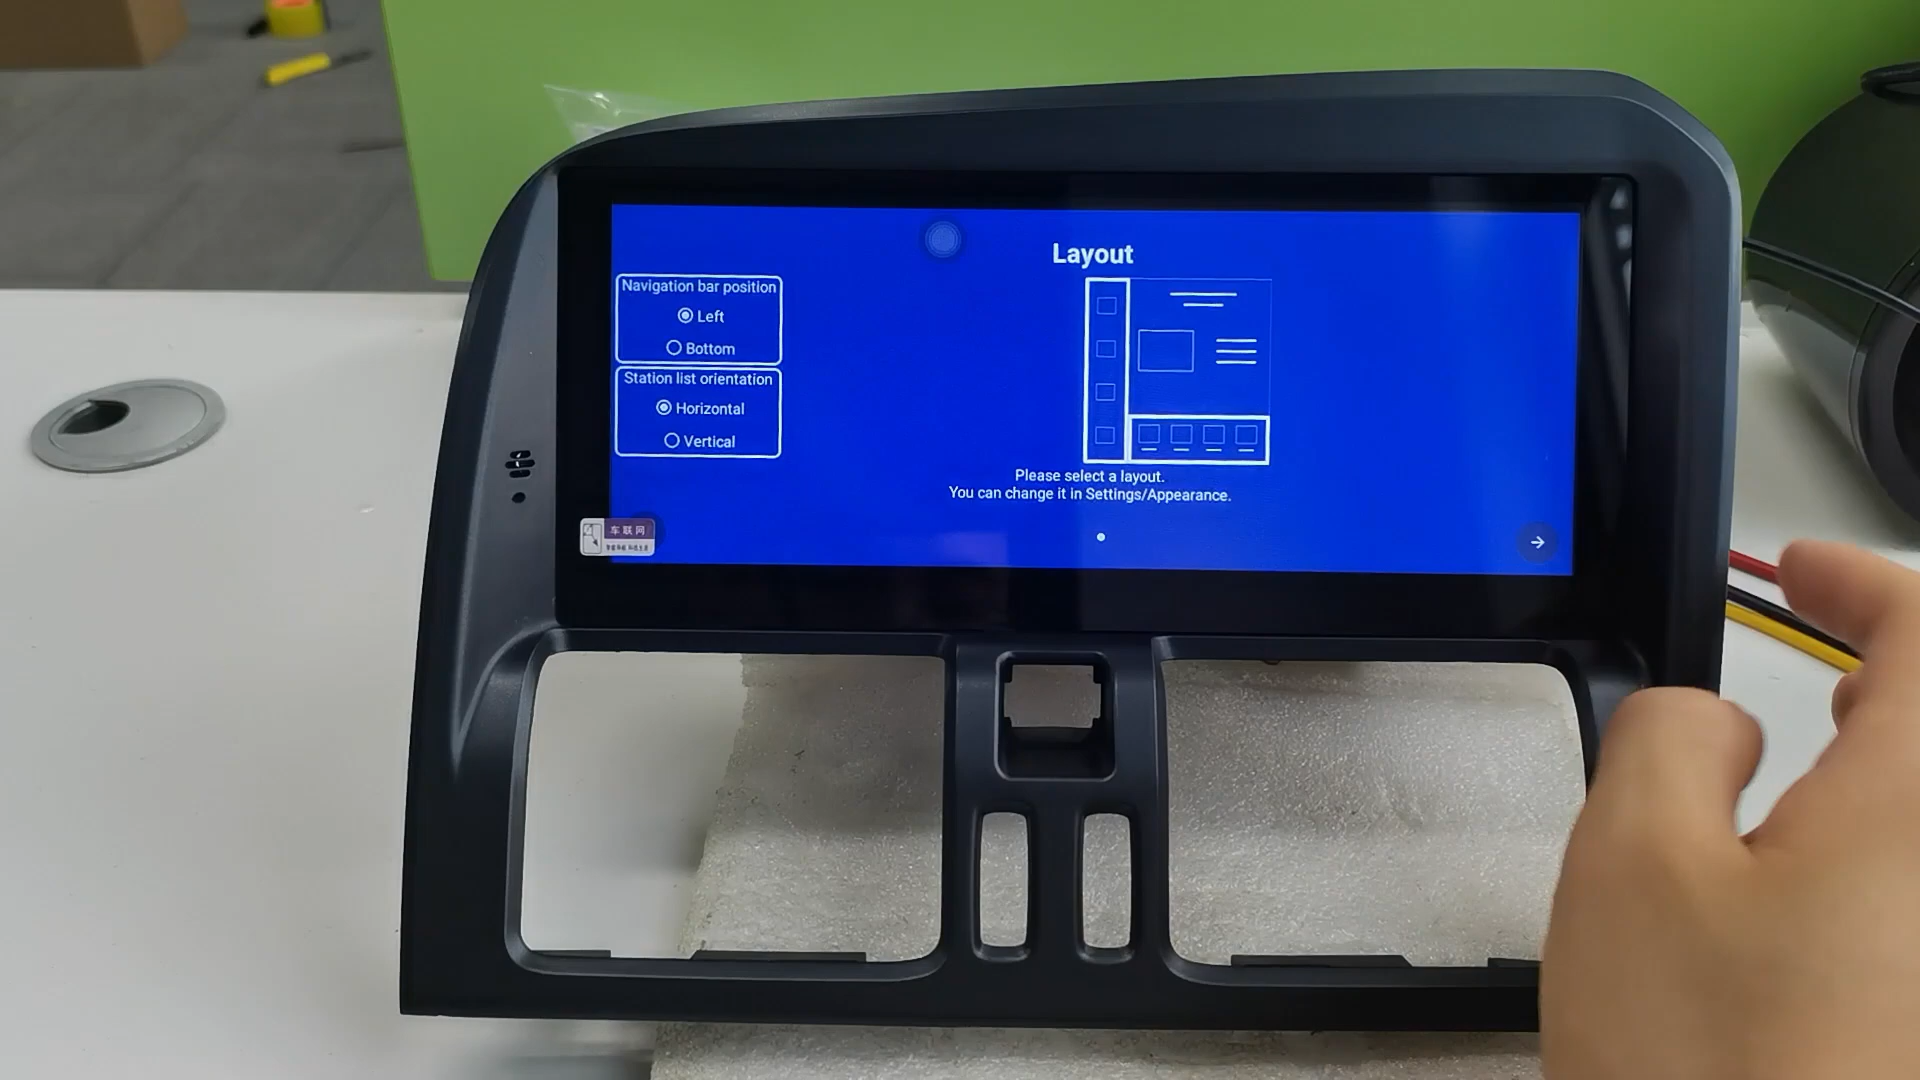 Layout
Navigation bar position
Left
Bottom
Station list orientation
Horizontal
Vertical
Please select a layout.
You can change it in Settings/Appearance.
车联网